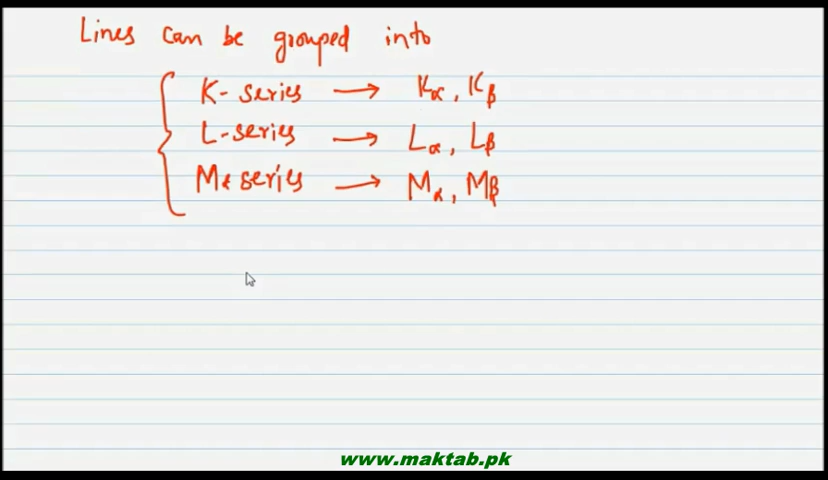 Lines can be grouped into
K- series → Kα, Kβ
L-series → Lα, Lβ
M series → Mα, Mβ
www.maktab.pk